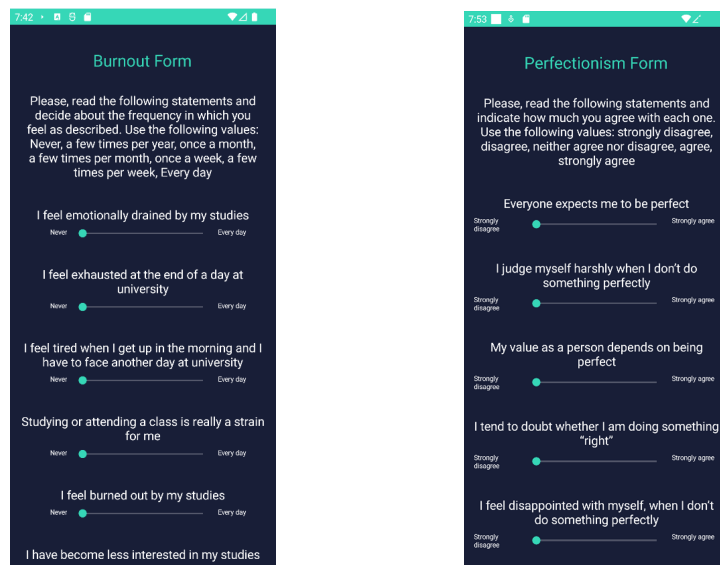 7:42
Burnout Form
Please, read the following statements and
decide about the frequency in which you
feel as described. Use the following values:
Never, a few times per year, once a month,
a few times per month, once a week, a few
times per week, Every day
I feel emotionally drained by my studies
Never Every day
I feel exhausted at the end of a day at
university
Never Every day
I feel tired when I get up in the morning and I
have to face another day at university
Never Every day
Studying or attending a class is really a strain
for me
Never Every day
I feel burned out by my studies
Never Every day
I have become less interested in my studies
7:53
Perfectionism Form
Please, read the following statements and
indicate how much you agree with each one.
Use the following values: strongly disagree,
disagree, neither agree nor disagree, agree,
strongly agree
Everyone expects me to be perfect
Strongly
disagree
Strongly agree
I judge myself harshly when I don't do
something perfectly
Strongly
disagree
Strongly agree
My value as a person depends on being
perfect
Strongly
disagree
Strongly agree
I tend to doubt whether I am doing something
“right”
Strongly
disagree
Strongly agree
I feel disappointed with myself, when I don't
do something perfectly
Strongly
disagree
Strongly agree